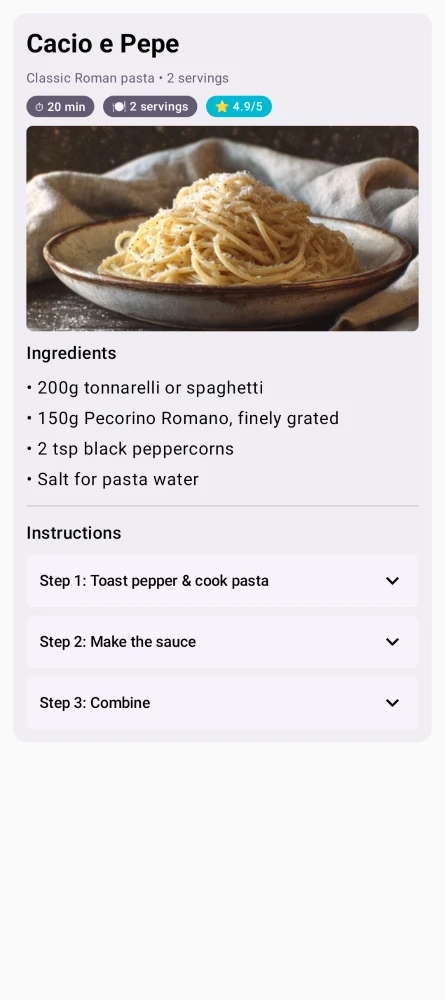 Cacio e Pepe
Classic Roman pasta • 2 servings
⏱ 20 min 🍽 2 servings ⭐ 4.9/5
Ingredients
• 200g tonnarelli or spaghetti
• 150g Pecorino Romano, finely grated
• 2 tsp black peppercorns
• Salt for pasta water
Instructions
Step 1: Toast pepper & cook pasta
Step 2: Make the sauce
Step 3: Combine